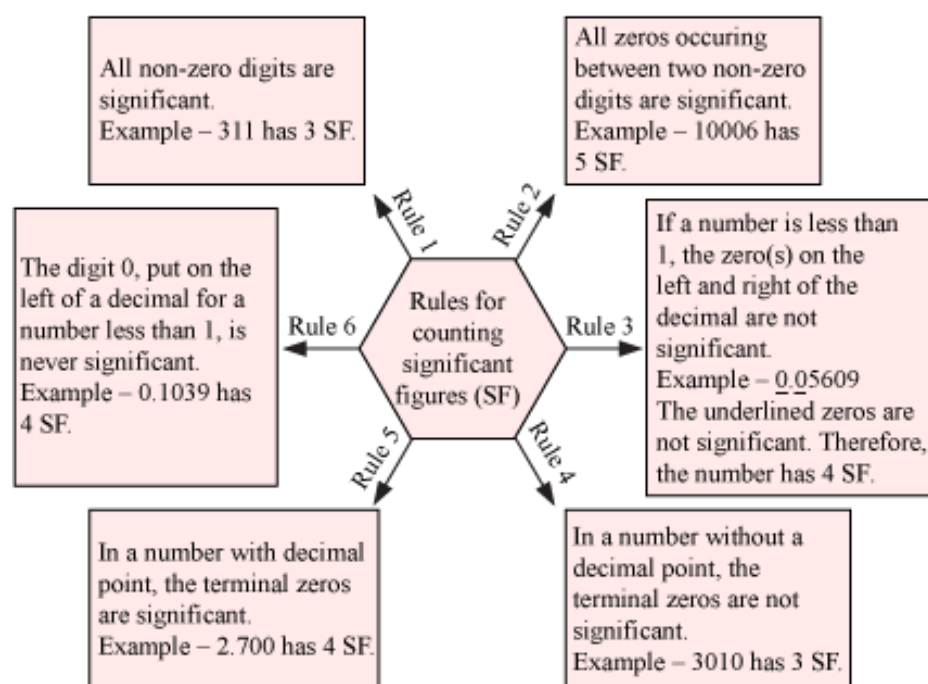 All non-zero digits are
significant.
Example – 311 has 3 SF.
Rule 1
All zeros occuring
between two non-zero
digits are significant.
Example – 10006 has
5 SF.
Rule 2
If a number is less than
1, the zero(s) on the
left and right of the
decimal are not
significant.
Example – 0.05609
The underlined zeros are
not significant. Therefore,
the number has 4 SF.
Rule 3
In a number without a
decimal point, the
terminal zeros are not
significant.
Example – 3010 has 3 SF.
Rule 4
In a number with decimal
point, the terminal zeros
are significant.
Example – 2.700 has 4 SF.
Rule 5
The digit 0, put on the
left of a decimal for a
number less than 1, is
never significant.
Example – 0.1039 has
4 SF.
Rule 6
Rules for
counting
significant
figures (SF)